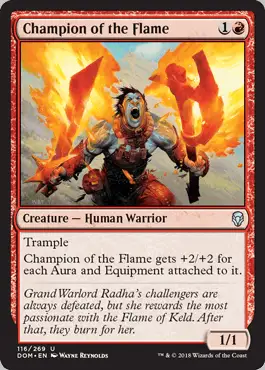 Champion of the Flame 1
WRP
Creature — Human Warrior
Trample
Champion of the Flame gets +2/+2 for
each Aura and Equipment attached to it.
Grand Warlord Radha's challengers are
always defeated, but she rewards the most
passionate with the Flame of Keld. After
that, they burn for her.
1/1
116/269 U
DOM • EN Wayne Reynolds
™ & © 2018 Wizards of the Coast